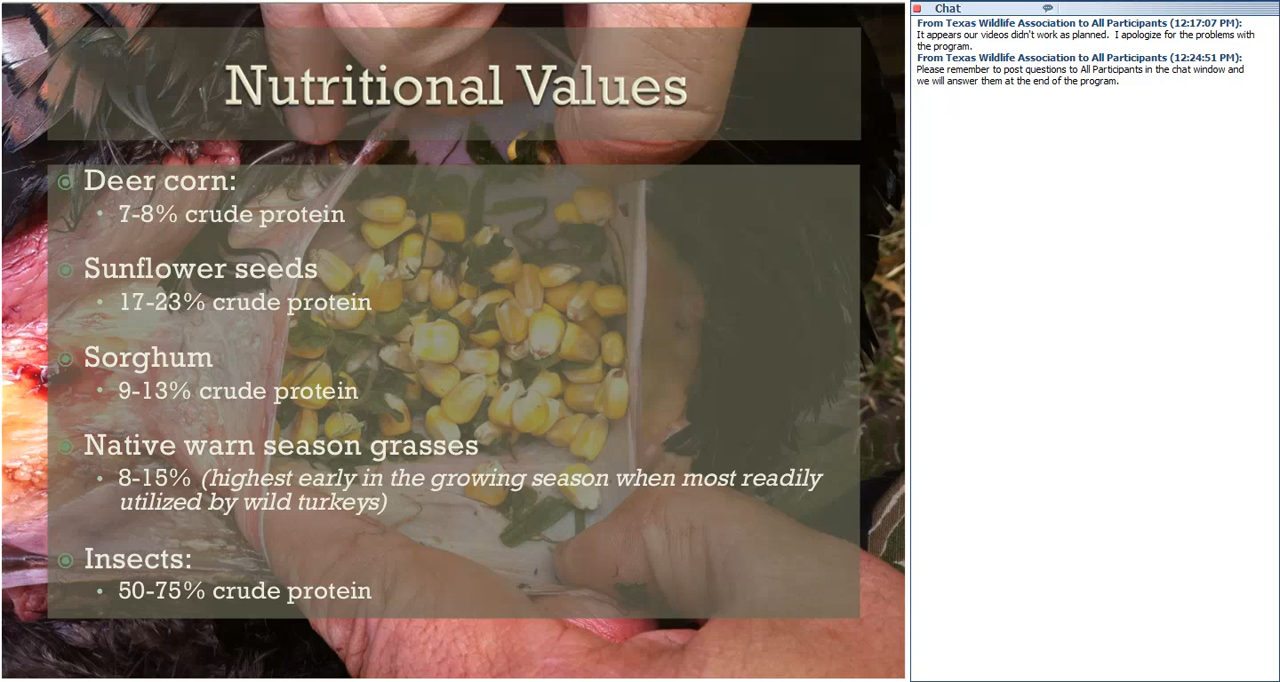 Nutritional Values
Deer corn:
7-8% crude protein
Sunflower seeds
17-23% crude protein
Sorghum
9-13% crude protein
Native warn season grasses
8-15% (highest early in the growing season when most readily
utilized by wild turkeys)
Insects:
50-75% crude protein
Chat
From Texas Wildlife Association to All Participants (12:17:07 PM):
It appears our videos didn't work as planned. I apologize for the problems with
the program.
From Texas Wildlife Association to All Participants (12:24:51 PM):
Please remember to post questions to All Participants in the chat window and
we will answer them at the end of the program.